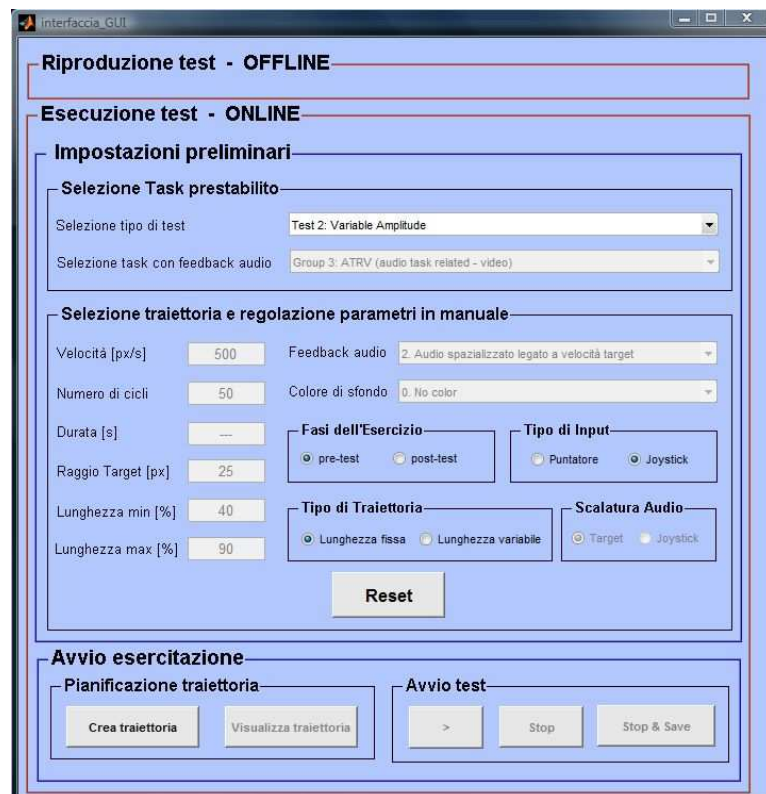 interfaccia_GUI
Riproduzione test - OFFLINE
Esecuzione test - ONLINE
Impostazioni preliminari
Selezione Task prestabilito
Selezione tipo di test
Test 2: Variable Amplitude
Selezione task con feedback audio
Group 3: ATRV (audio task related - video)
Selezione traiettoria e regolazione parametri in manuale
Velocità [px/s]
500
Feedback audio
2. Audio spazializzato legato a velocità target
Numero di cicli
50
Colore di sfondo
0. No color
Durata [s]
---
Raggio Target [px]
25
Lunghezza min [%]
40
Lunghezza max [%]
90
Fasi dell'Esercizio
pre-test
post-test
Tipo di Input
Puntatore
Joystick
Tipo di Traiettoria
Lunghezza fissa
Lunghezza variabile
Scalatura Audio
Target
Joystick
Reset
Avvio esercitazione
Pianificazione traiettoria
Crea traiettoria
Visualizza traiettoria
Avvio test
>
Stop
Stop & Save